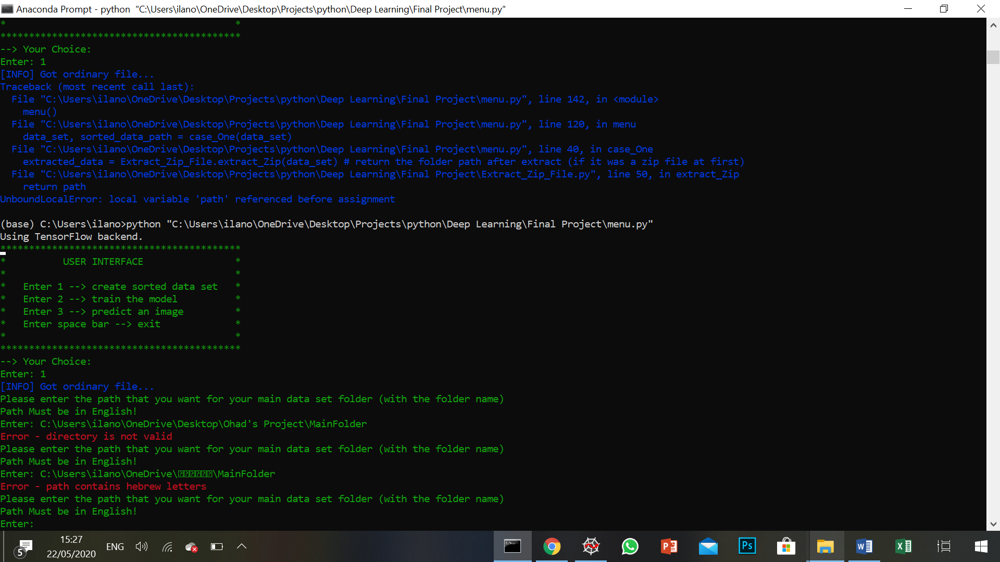 Anaconda Prompt - python  "C:\Users\ilano\OneDrive\Desktop\Projects\python\Deep Learning\Final Project\menu.py"
*                                        *
******************************************
--> Your Choice:
Enter: 1
[INFO] Got ordinary file...
Traceback (most recent call last):
  File "C:\Users\ilano\OneDrive\Desktop\Projects\python\Deep Learning\Final Project\menu.py", line 142, in <module>
    menu()
  File "C:\Users\ilano\OneDrive\Desktop\Projects\python\Deep Learning\Final Project\menu.py", line 120, in menu
    data_set, sorted_data_path = case_One(data_set)
  File "C:\Users\ilano\OneDrive\Desktop\Projects\python\Deep Learning\Final Project\menu.py", line 40, in case_One
    extracted_data = Extract_Zip_File.extract_Zip(data_set) # return the folder path after extract (if it was a zip file at first)
  File "C:\Users\ilano\OneDrive\Desktop\Projects\python\Deep Learning\Final Project\Extract_Zip_File.py", line 50, in extract_Zip
    return path
UnboundLocalError: local variable 'path' referenced before assignment
(base) C:\Users\ilano>python "C:\Users\ilano\OneDrive\Desktop\Projects\python\Deep Learning\Final Project\menu.py"
Using TensorFlow backend.
******************************************
*          USER INTERFACE                *
*                                        *
*   Enter 1 --> create sorted data set   *
*   Enter 2 --> train the model          *
*   Enter 3 --> predict an image         *
*   Enter space bar --> exit             *
*                                        *
******************************************
--> Your Choice:
Enter: 1
[INFO] Got ordinary file...
Please enter the path that you want for your main data set folder (with the folder name)
Path Must be in English!
Enter: C:\Users\ilano\OneDrive\Desktop\Ohad's Project\MainFolder
Error - directory is not valid
Please enter the path that you want for your main data set folder (with the folder name)
Path Must be in English!
Enter: C:\Users\ilano\OneDrive\\MainFolder
Error - path contains hebrew letters
Please enter the path that you want for your main data set folder (with the folder name)
Path Must be in English!
Enter:
5
15:27
22/05/2020
ENG
C:\_
P
Ps
W
X